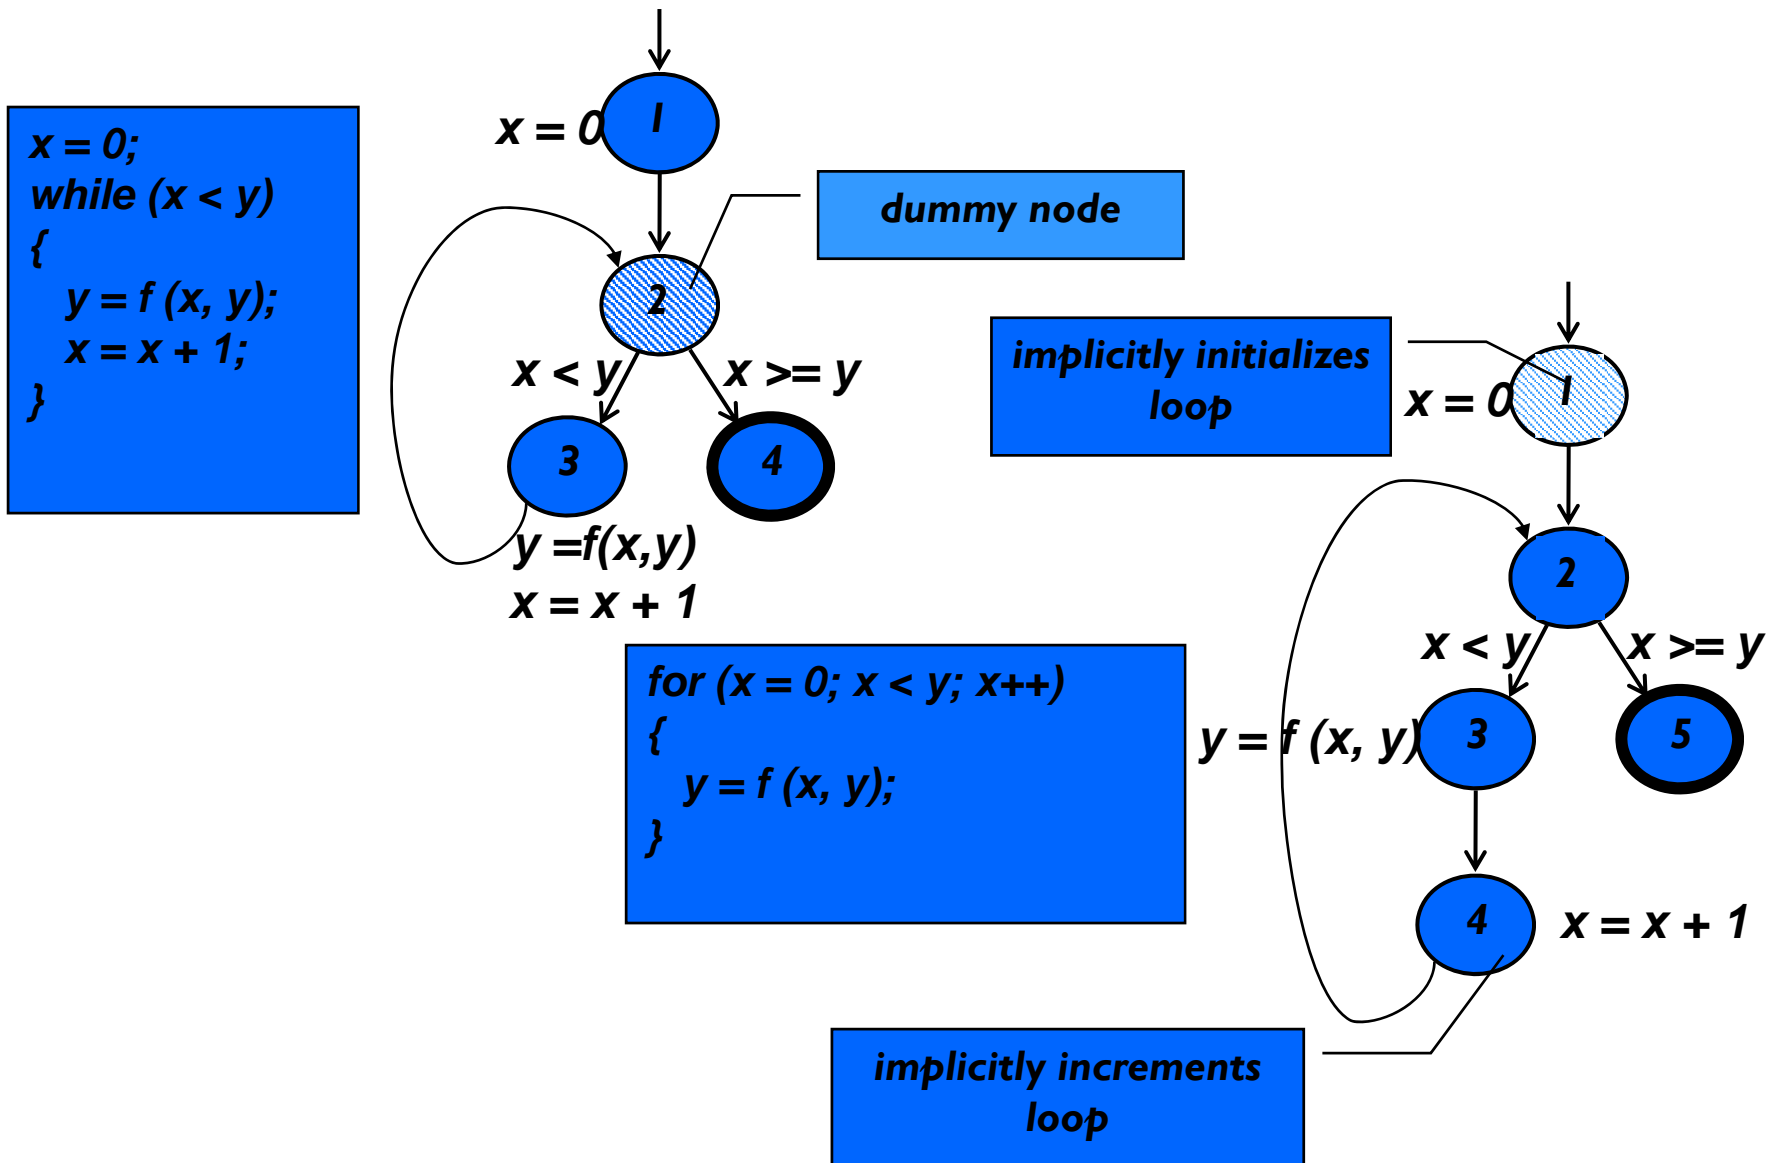 x = 0;
while (x < y)
{
y = f (x, y);
x = x + 1;
}
x = 0
1
dummy node
2
x < y
x >= y
3
4
y =f(x,y)
x = x + 1
implicitly initializes
loop
x = 0
1
2
x < y
x >= y
for (x = 0; x < y; x++)
{
y = f (x, y);
}
y = f (x, y)
3
5
4
x = x + 1
implicitly increments
loop